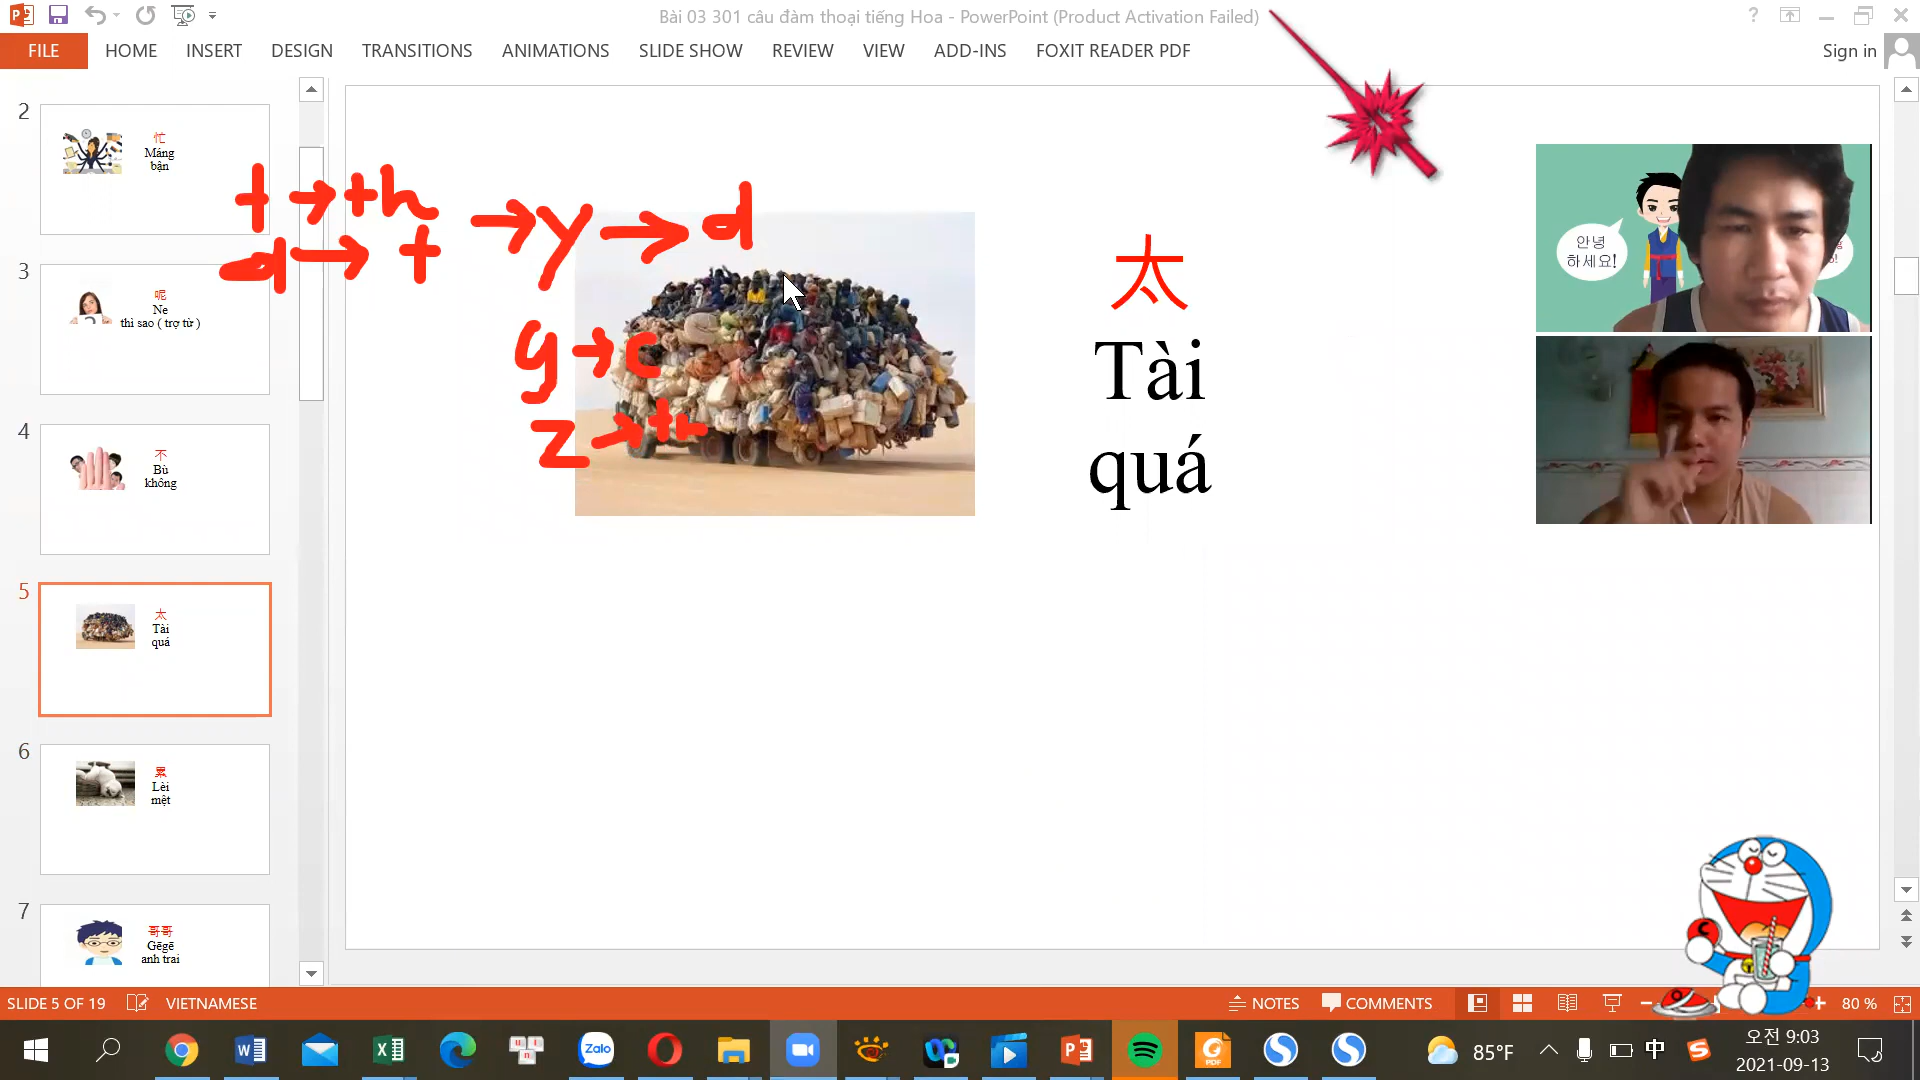 Bài 03 301 câu đàm thoại tiếng Hoa - PowerPoint (Product Activation Failed)
FILE HOME INSERT DESIGN TRANSITIONS ANIMATIONS SLIDE SHOW REVIEW VIEW ADD-INS FOXIT READER PDF Sign in
2
忙
Máng
bận
3
呢
Ne
thì sao ( trợ từ )
4
不
Bù
không
5
太
Tài
quá
6
累
Lèi
mệt
7
哥哥
Gēgē
anh trai
t → th → y → d
d → t
g → c
z → th
太
Tài
quá
안녕
하세요!
SLIDE 5 OF 19 VIETNAMESE NOTES COMMENTS 80 %
Zalo
PDF
85°F
中
오전 9:03
2021-09-13